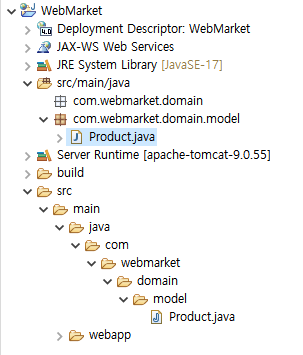 WebMarket
Deployment Descriptor: WebMarket
JAX-WS Web Services
JRE System Library [JavaSE-17]
src/main/java
com.webmarket.domain
com.webmarket.domain.model
Product.java
Server Runtime [apache-tomcat-9.0.55]
build
src
main
java
com
webmarket
domain
model
Product.java
webapp